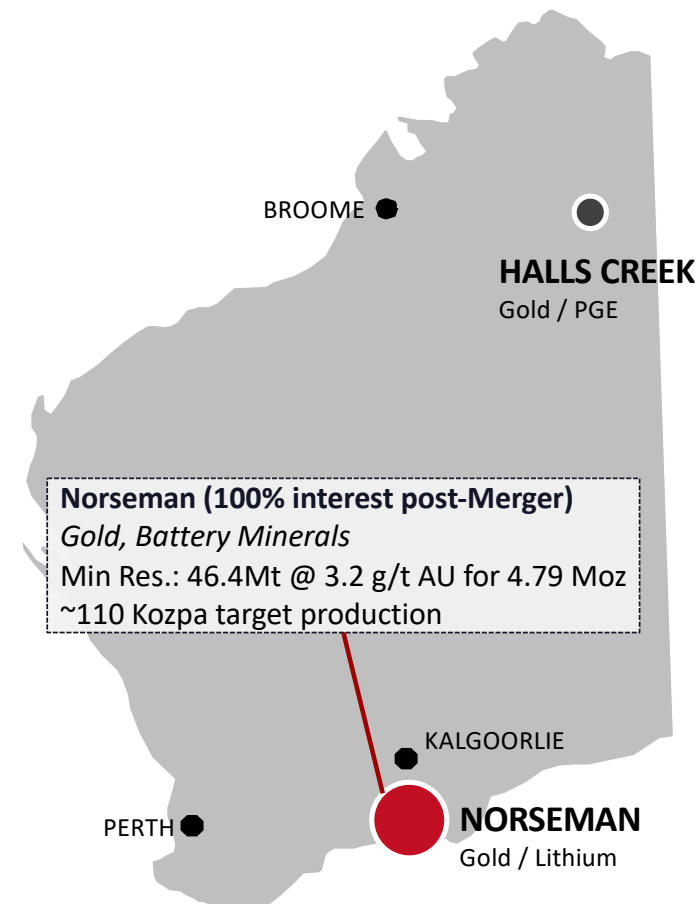 BROOME
HALLS CREEK
Gold / PGE
Norseman (100% interest post-Merger)
Gold, Battery Minerals
Min Res.: 46.4Mt @ 3.2 g/t AU for 4.79 Moz
~110 Kozpa target production
KALGOORLIE
PERTH
NORSEMAN
Gold / Lithium